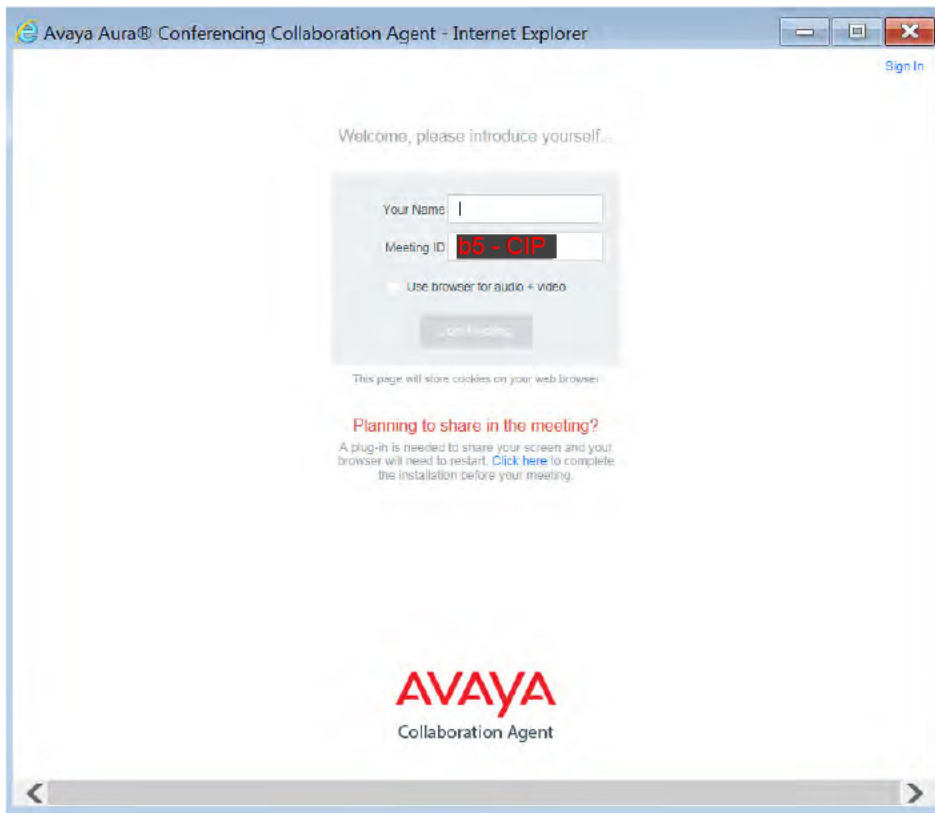 Avaya Aura® Conferencing Collaboration Agent - Internet Explorer
Sign In
Welcome, please introduce yourself...
Your Name
Meeting ID b5 - CIP
Use browser for audio + video
Join Meeting
This page will store cookies on your web browser
Planning to share in the meeting?
A plug-in is needed to share your screen and your
browser will need to restart. Click here to complete
the installation before your meeting.
AVAYA
Collaboration Agent